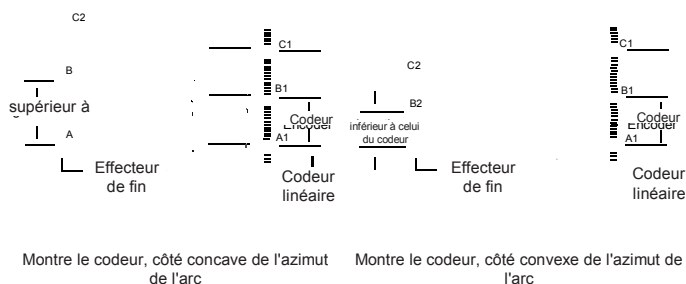 C2
B
supérieur à
A
Effecteur
de fin
C1
B1
Codeur
Encoder
A1
Codeur
linéaire
C2
B2
inférieur à celui
du codeur
Effecteur
de fin
C1
B1
Codeur
Encoder
A1
Codeur
linéaire
Montre le codeur, côté concave de l'azimut
de l'arc
Montre le codeur, côté convexe de l'azimut de
l'arc